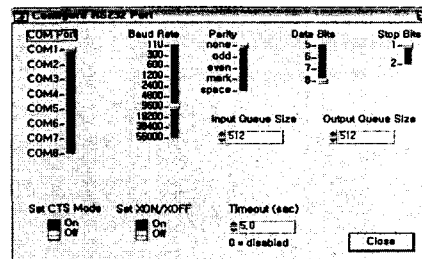 Configure RS232 Port
COM Port
COM1
COM2
COM3
COM4
COM5
COM6
COM7
COM8
Baud Rate
110
300
600
1200
2400
4800
9600
19200
38400
56000
Parity
none
odd
even
mark
space
Data Bits
5
6
7
8
Stop Bits
1
2
Input Queue Size
512
Output Queue Size
512
Set CTS Mode
On
Off
Set XON/XOFF
On
Off
Timeout (sec)
5.0
0 = disabled
Close